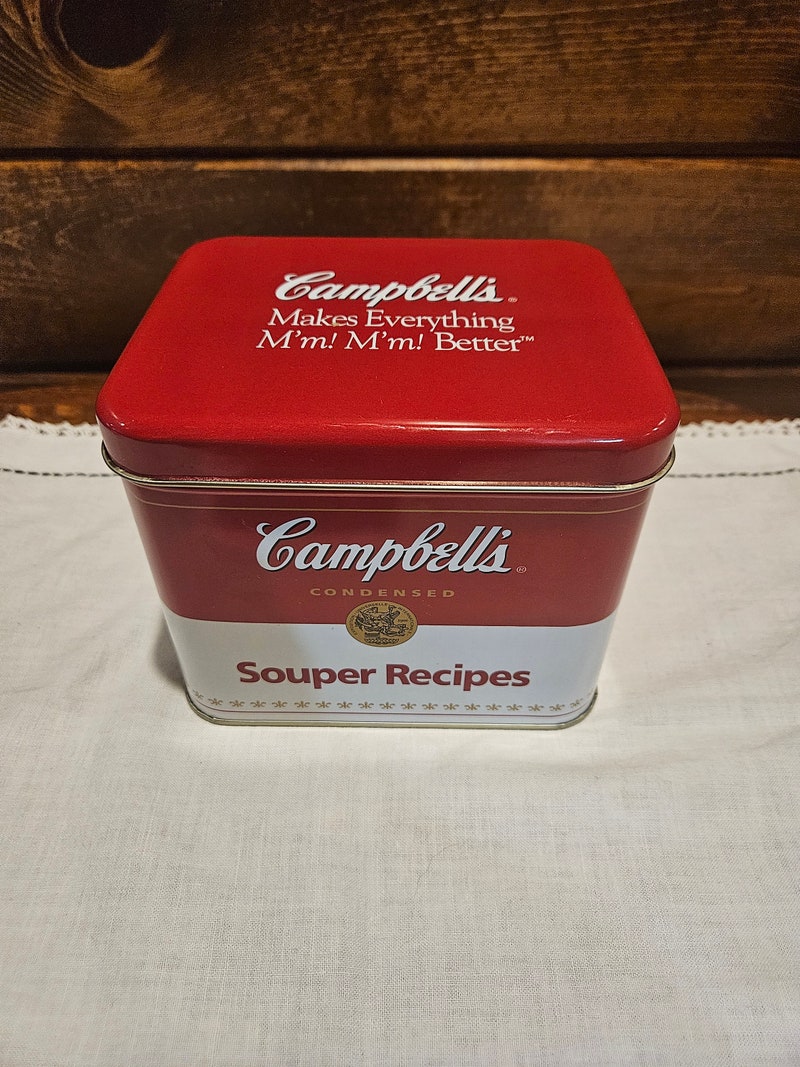 Campbell's®
Makes Everything
M'm! M'm! Better™
Campbell's®
CONDENSED
Souper Recipes